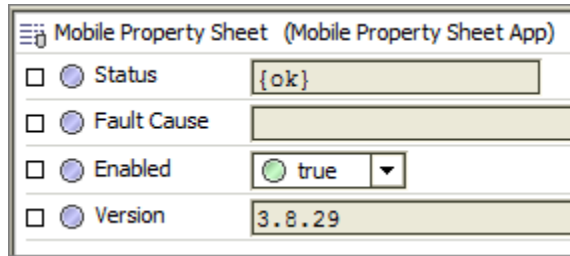 Mobile Property Sheet (Mobile Property Sheet App)
Status {ok}
Fault Cause
Enabled true
Version 3.8.29